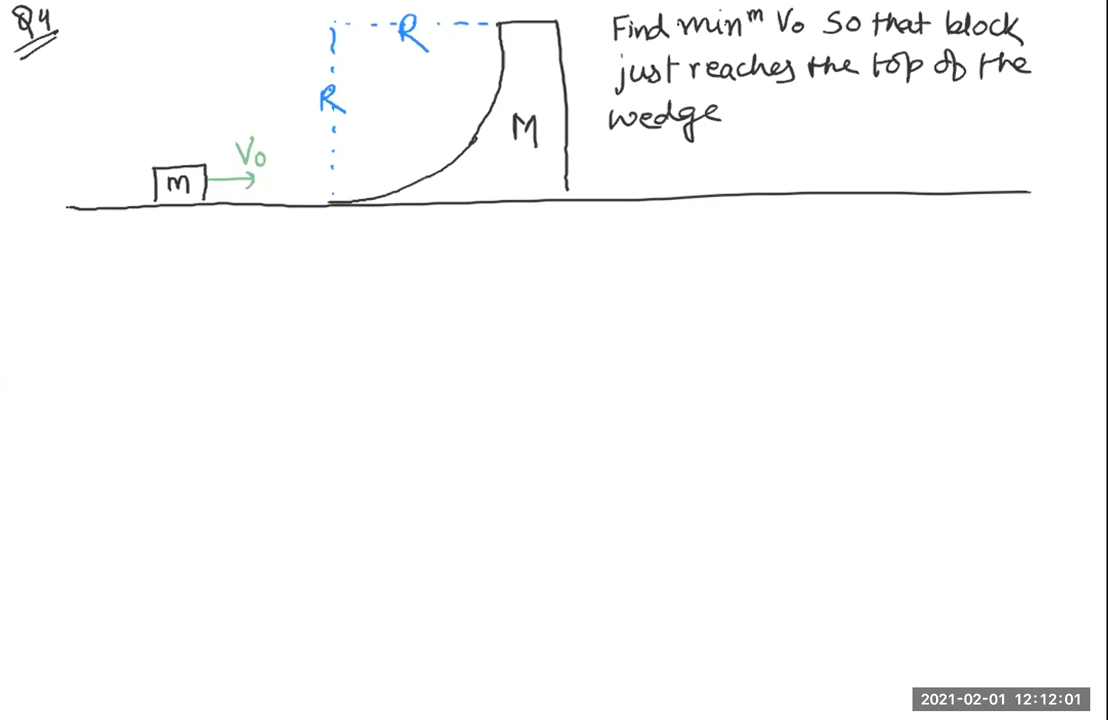 Q4
R
R
V₀
m
M
Find minᵐ V₀ so that block
just reaches the top of the
wedge
2021-02-01 12:12:01